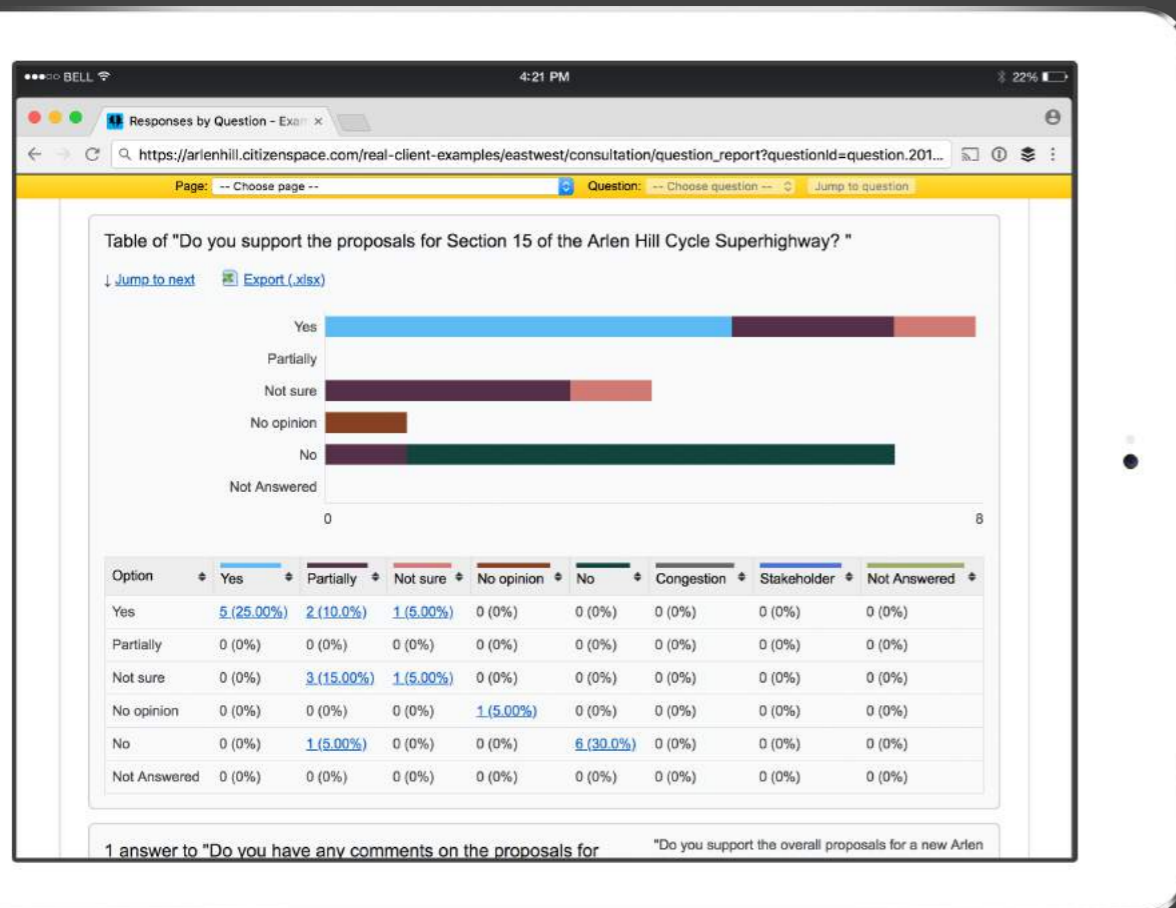 BELL 4:21 PM 22%
Responses by Question - Exam ×
https://arlenhill.citizenspace.com/real-client-examples/eastwest/consultation/question_report?questionId=question.201...
Page: -- Choose page -- Question: -- Choose question -- Jump to question
Table of "Do you support the proposals for Section 15 of the Arlen Hill Cycle Superhighway? "
↓ Jump to next Export (.xlsx)
Yes
Partially
Not sure
No opinion
No
Not Answered
0 8
Option Yes Partially Not sure No opinion No Congestion Stakeholder Not Answered
Yes 5 (25.00%) 2 (10.0%) 1 (5.00%) 0 (0%) 0 (0%) 0 (0%) 0 (0%) 0 (0%)
Partially 0 (0%) 0 (0%) 0 (0%) 0 (0%) 0 (0%) 0 (0%) 0 (0%) 0 (0%)
Not sure 0 (0%) 3 (15.00%) 1 (5.00%) 0 (0%) 0 (0%) 0 (0%) 0 (0%) 0 (0%)
No opinion 0 (0%) 0 (0%) 0 (0%) 1 (5.00%) 0 (0%) 0 (0%) 0 (0%) 0 (0%)
No 0 (0%) 1 (5.00%) 0 (0%) 0 (0%) 6 (30.0%) 0 (0%) 0 (0%) 0 (0%)
Not Answered 0 (0%) 0 (0%) 0 (0%) 0 (0%) 0 (0%) 0 (0%) 0 (0%) 0 (0%)
1 answer to "Do you have any comments on the proposals for
"Do you support the overall proposals for a new Arlen